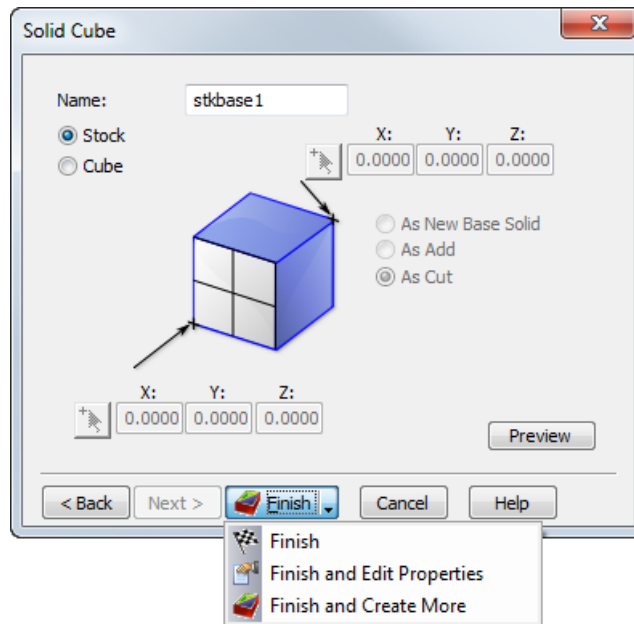 Solid Cube
Name: stkbase1
Stock
Cube
X: Y: Z:
0.0000 0.0000 0.0000
As New Base Solid
As Add
As Cut
X: Y: Z:
0.0000 0.0000 0.0000
Preview
< Back Next > Finish Cancel Help
Finish
Finish and Edit Properties
Finish and Create More